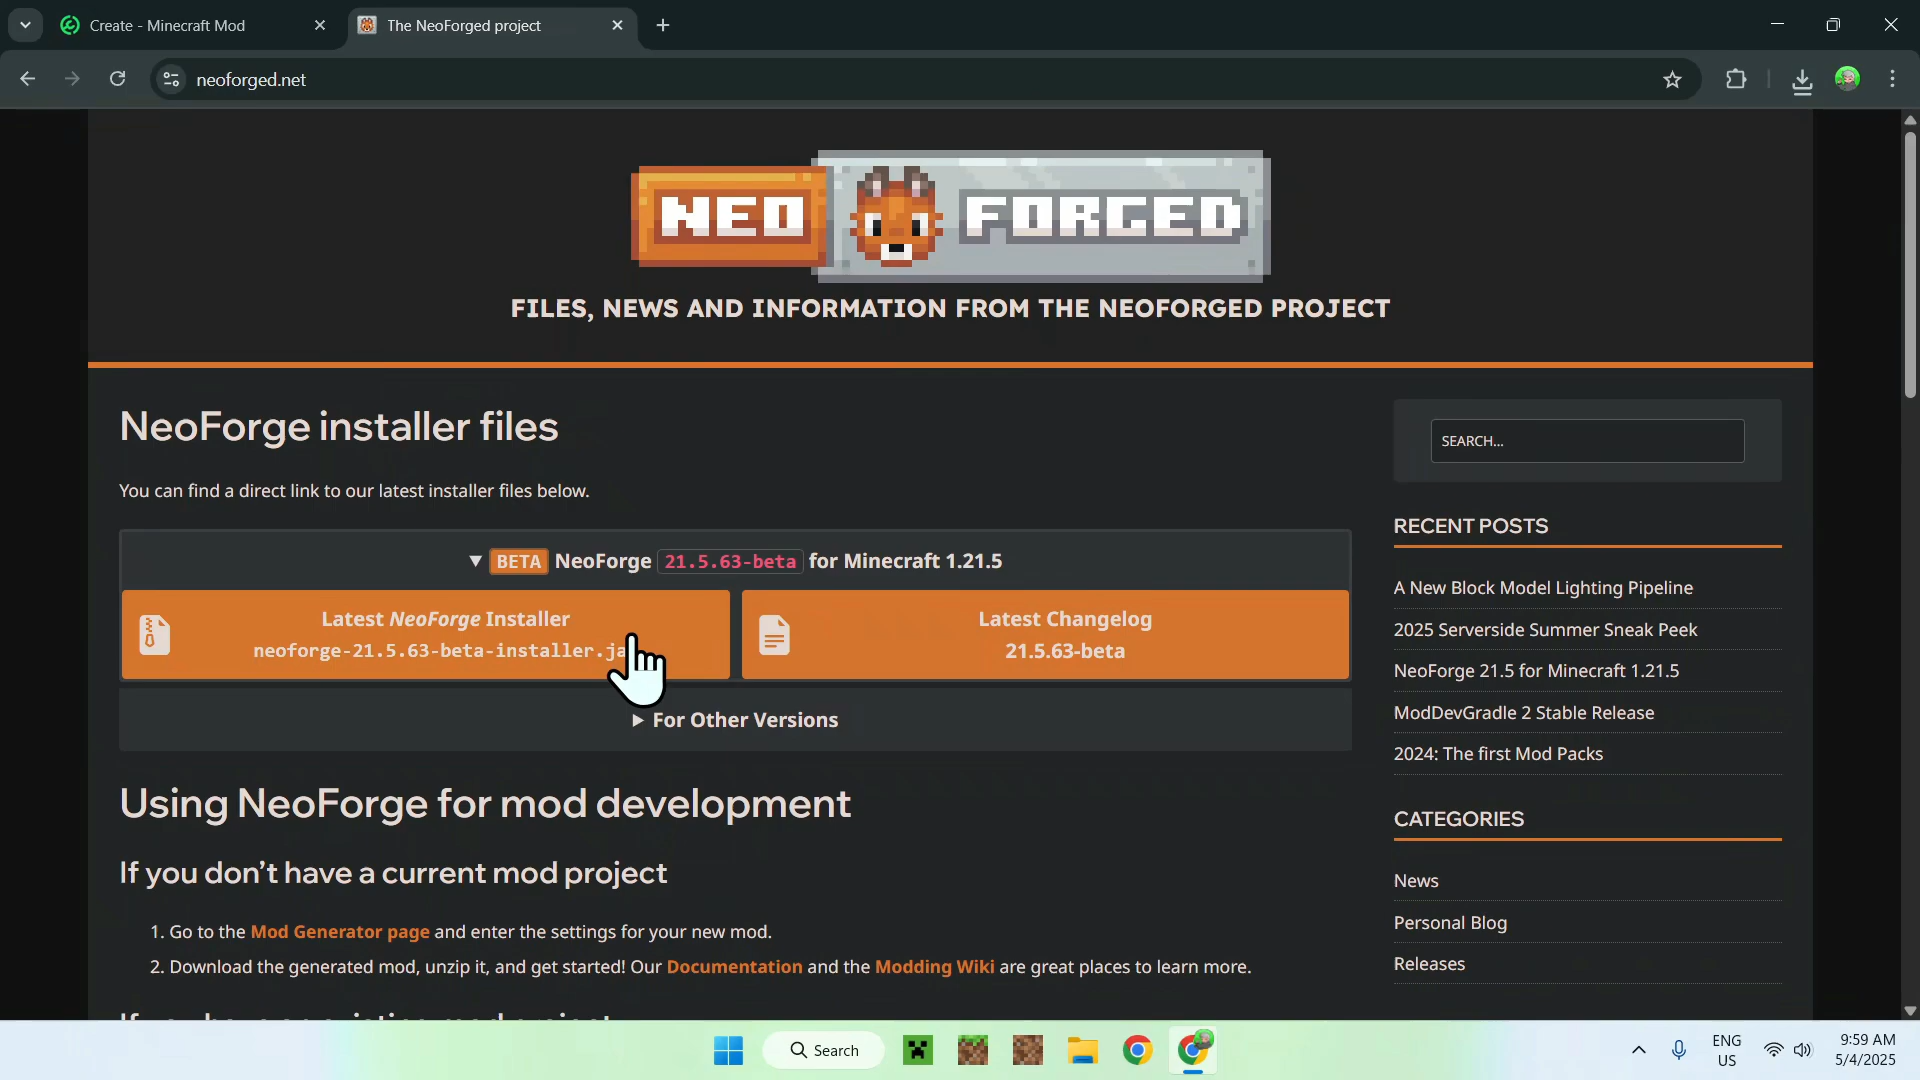 Create - Minecraft Mod
The NeoForged project
neoforged.net
NEO FORGED
FILES, NEWS AND INFORMATION FROM THE NEOFORGED PROJECT
NeoForge installer files
You can find a direct link to our latest installer files below.
▼ BETA NeoForge 21.5.63-beta for Minecraft 1.21.5
Latest NeoForge Installer
neoforge-21.5.63-beta-installer.ja
Latest Changelog
21.5.63-beta
▶ For Other Versions
Using NeoForge for mod development
If you don’t have a current mod project
1. Go to the Mod Generator page and enter the settings for your new mod.
2. Download the generated mod, unzip it, and get started! Our Documentation and the Modding Wiki are great places to learn more.
SEARCH...
RECENT POSTS
A New Block Model Lighting Pipeline
2025 Serverside Summer Sneak Peek
NeoForge 21.5 for Minecraft 1.21.5
ModDevGradle 2 Stable Release
2024: The first Mod Packs
CATEGORIES
News
Personal Blog
Releases
Search
ENG
US
9:59 AM
5/4/2025